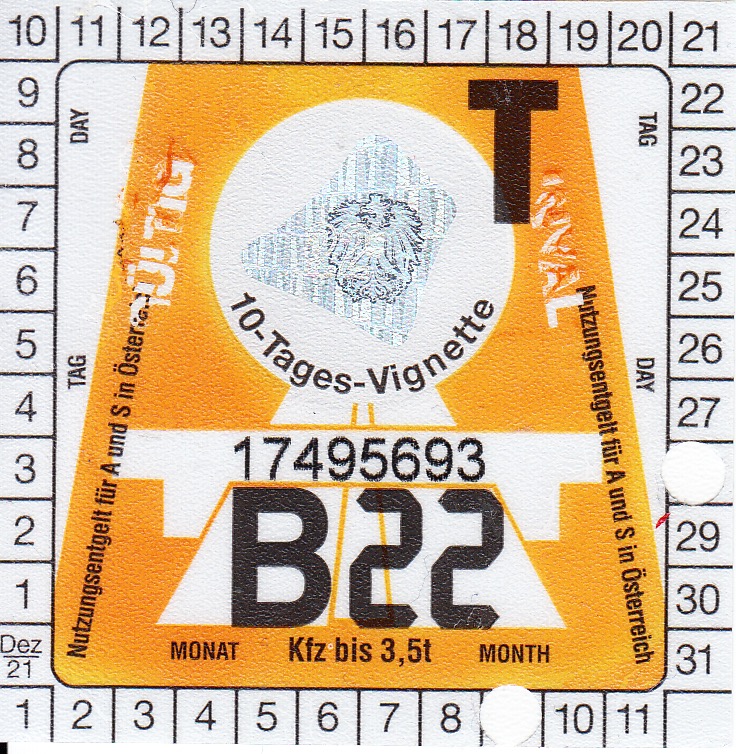 10 11 12 13 14 15 16 17 18 19 20 21
9 22
8 23
7 24
6 25
5 26
4 27
3
2 29
1 30
Dez 21 31
1 2 3 4 5 6 7 8 10 11
DAY
TAG
TAG
DAY
T
10-Tages-Vignette
Nutzungsentgelt für A und S in
Nutzungsentgelt für A und S in Österreich
17495693
B22
MONAT Kfz bis 3,5t MONTH